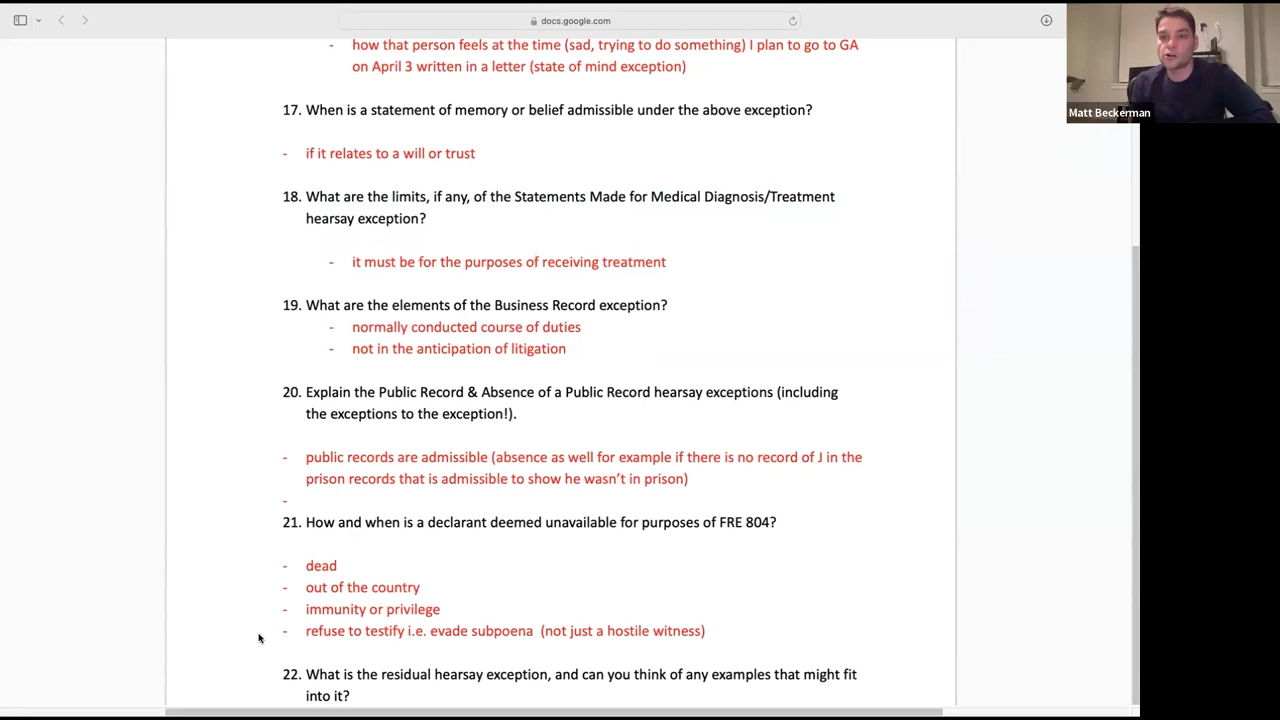 docs.google.com
- how that person feels at the time (sad, trying to do something) I plan to go to GA
on April 3 written in a letter (state of mind exception)
17. When is a statement of memory or belief admissible under the above exception?
- if it relates to a will or trust
18. What are the limits, if any, of the Statements Made for Medical Diagnosis/Treatment
hearsay exception?
- it must be for the purposes of receiving treatment
19. What are the elements of the Business Record exception?
- normally conducted course of duties
- not in the anticipation of litigation
20. Explain the Public Record & Absence of a Public Record hearsay exceptions (including
the exceptions to the exception!).
- public records are admissible (absence as well for example if there is no record of J in the
prison records that is admissible to show he wasn't in prison)
-
21. How and when is a declarant deemed unavailable for purposes of FRE 804?
- dead
- out of the country
- immunity or privilege
- refuse to testify i.e. evade subpoena (not just a hostile witness)
22. What is the residual hearsay exception, and can you think of any examples that might fit
into it?
Matt Beckerman